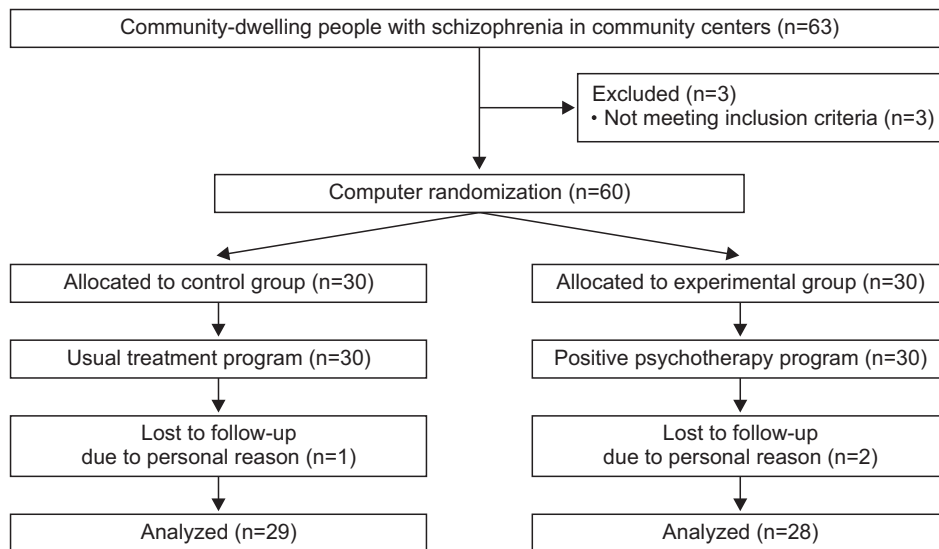 Community-dwelling people with schizophrenia in community centers (n=63)
Excluded (n=3)
• Not meeting inclusion criteria (n=3)
Computer randomization (n=60)
Allocated to control group (n=30)
Allocated to experimental group (n=30)
Usual treatment program (n=30)
Positive psychotherapy program (n=30)
Lost to follow-up
due to personal reason (n=1)
Lost to follow-up
due to personal reason (n=2)
Analyzed (n=29)
Analyzed (n=28)